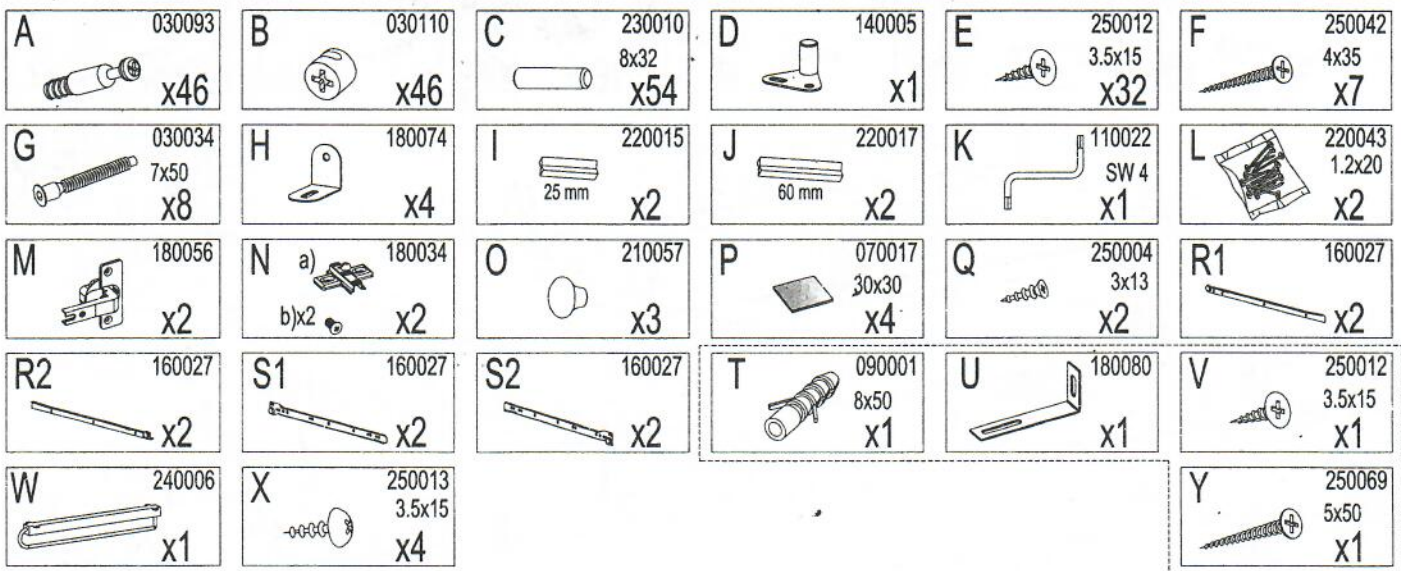 A 030093
x46
B 030110
x46
C 230010
8x32
x54
D 140005
x1
E 250012
3.5x15
x32
F 250042
4x35
x7
G 030034
7x50
x8
H 180074
x4
I 220015
25 mm
x2
J 220017
60 mm
x2
K 110022
SW 4
x1
L 220043
1.2x20
x2
M 180056
x2
N a) 180034
b)x2
x2
O 210057
x3
P 070017
30x30
x4
Q 250004
3x13
x2
R1 160027
x2
R2 160027
x2
S1 160027
x2
S2 160027
x2
T 090001
8x50
x1
U 180080
x1
V 250012
3.5x15
x1
W 240006
x1
X 250013
3.5x15
x4
Y 250069
5x50
x1